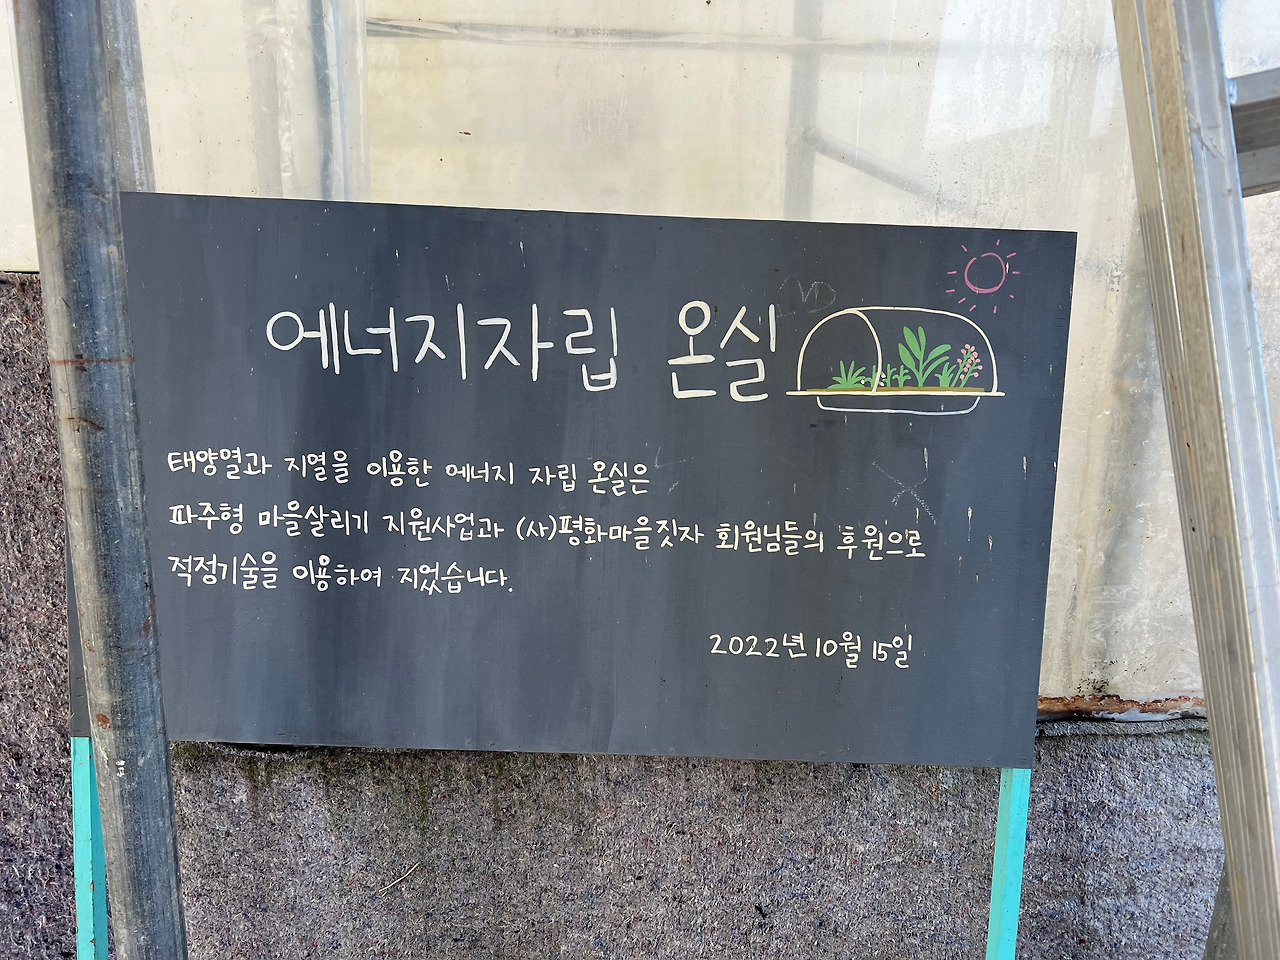 에너지자립 온실
태양열과 지열을 이용한 에너지 자립 온실은
파주형 마을살리기 지원사업과 (사)평화마을짓자 회원님들의 후원으로
적정기술을 이용하여 지었습니다.
2022년 10월 15일